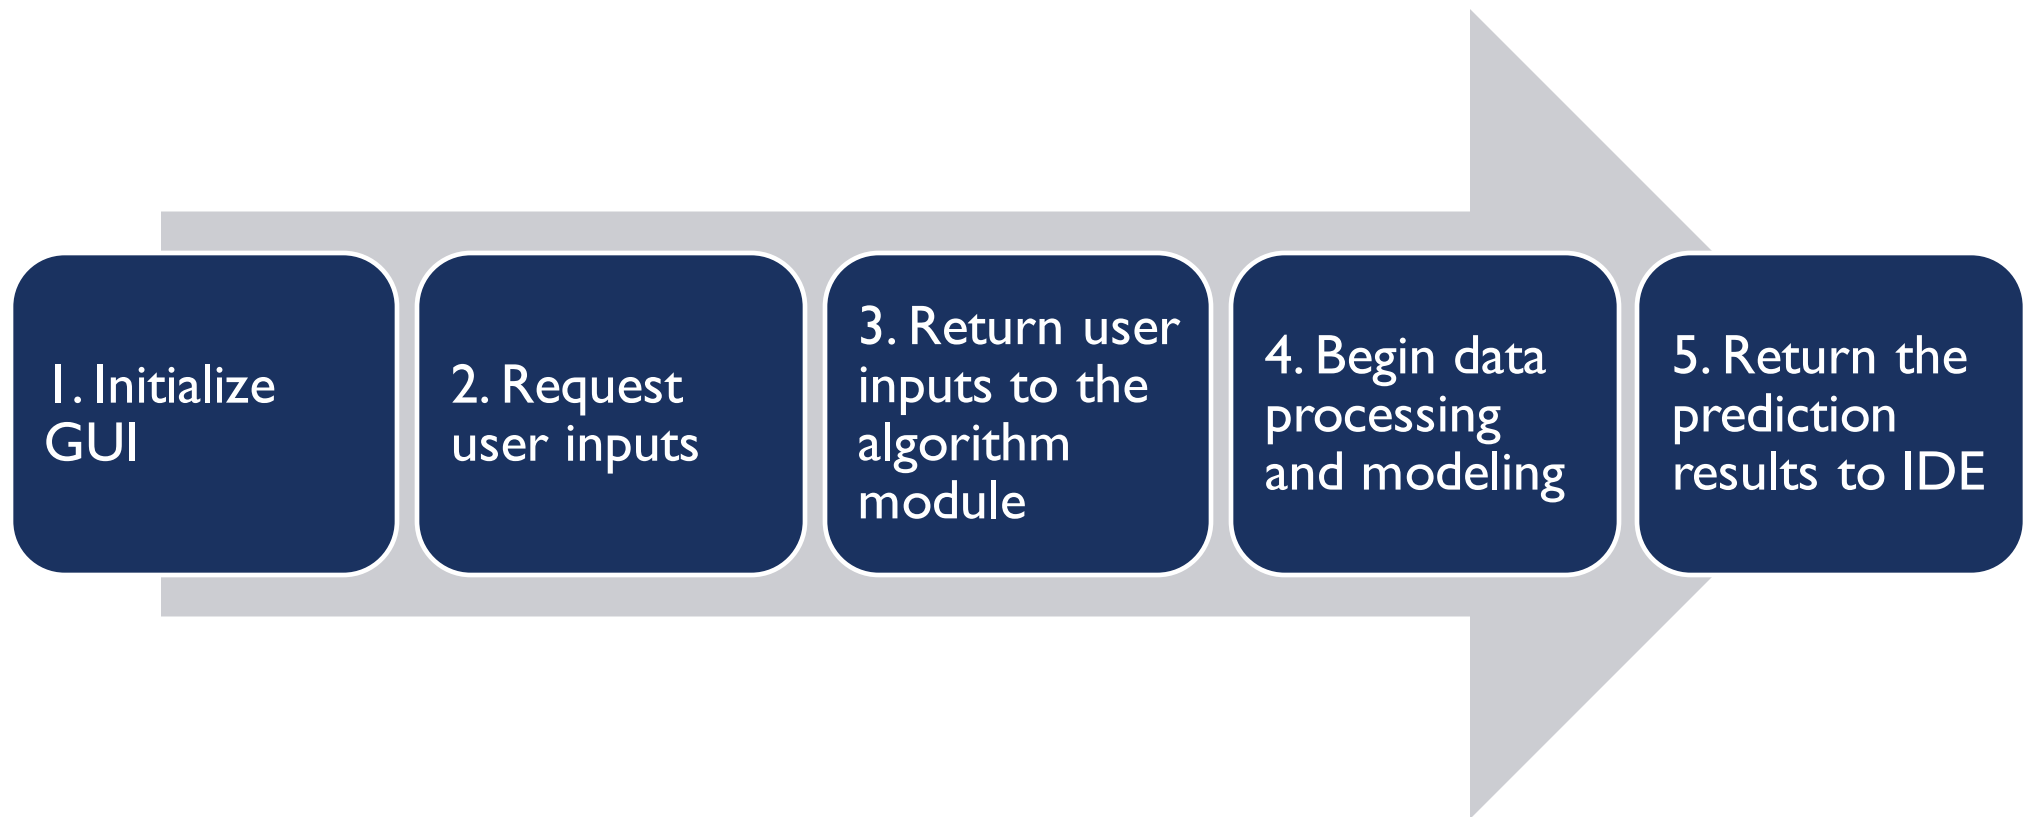 1. Initialize
GUI
2. Request
user inputs
3. Return user
inputs to the
algorithm
module
4. Begin data
processing
and modeling
5. Return the
prediction
results to IDE